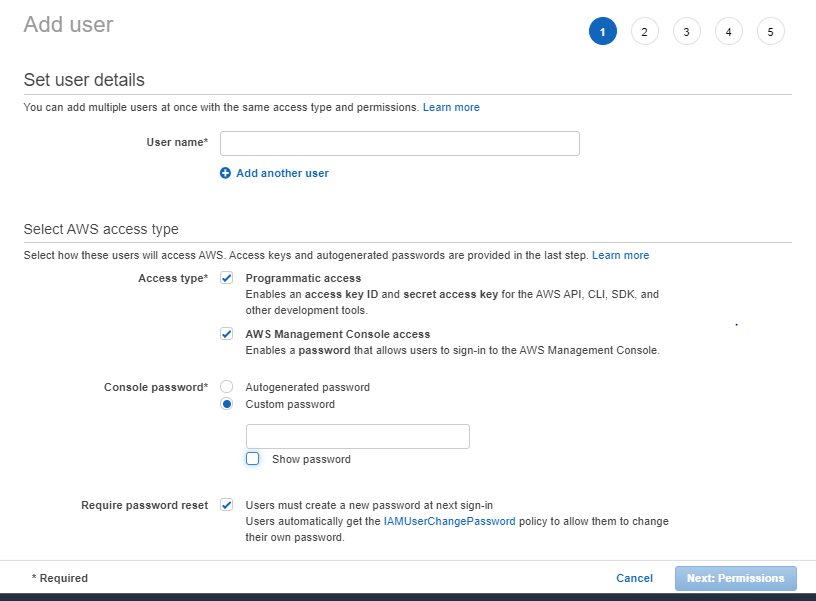 Add user
1 2 3 4 5
Set user details
You can add multiple users at once with the same access type and permissions. Learn more
User name*
Add another user
Select AWS access type
Select how these users will access AWS. Access keys and autogenerated passwords are provided in the last step. Learn more
Access type* Programmatic access
Enables an access key ID and secret access key for the AWS API, CLI, SDK, and
other development tools.
AWS Management Console access
Enables a password that allows users to sign-in to the AWS Management Console.
Console password* Autogenerated password
Custom password
Show password
Require password reset Users must create a new password at next sign-in
Users automatically get the IAMUserChangePassword policy to allow them to change
their own password.
* Required Cancel Next: Permissions